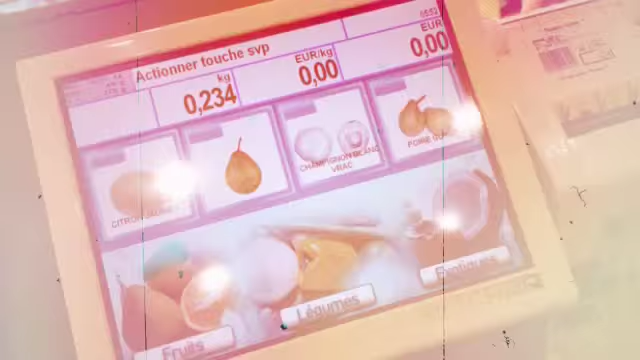 Actionner touche svp
kg
0,234
EUR/kg
0,00
EUR
0,00
CITRON
CHAMPIGNON BLANC
VRAC
POIRE
Fruits
Légumes
Exotiques